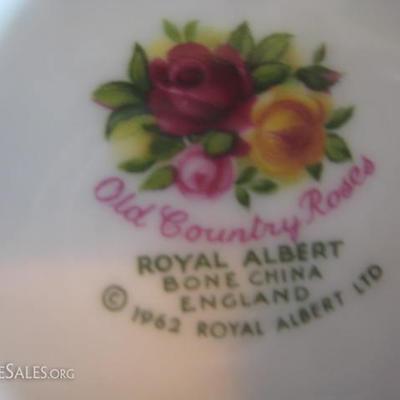 Old Country Roses
ROYAL ALBERT
BONE CHINA
ENGLAND
© 1962 ROYAL ALBERT LTD
eSales.org